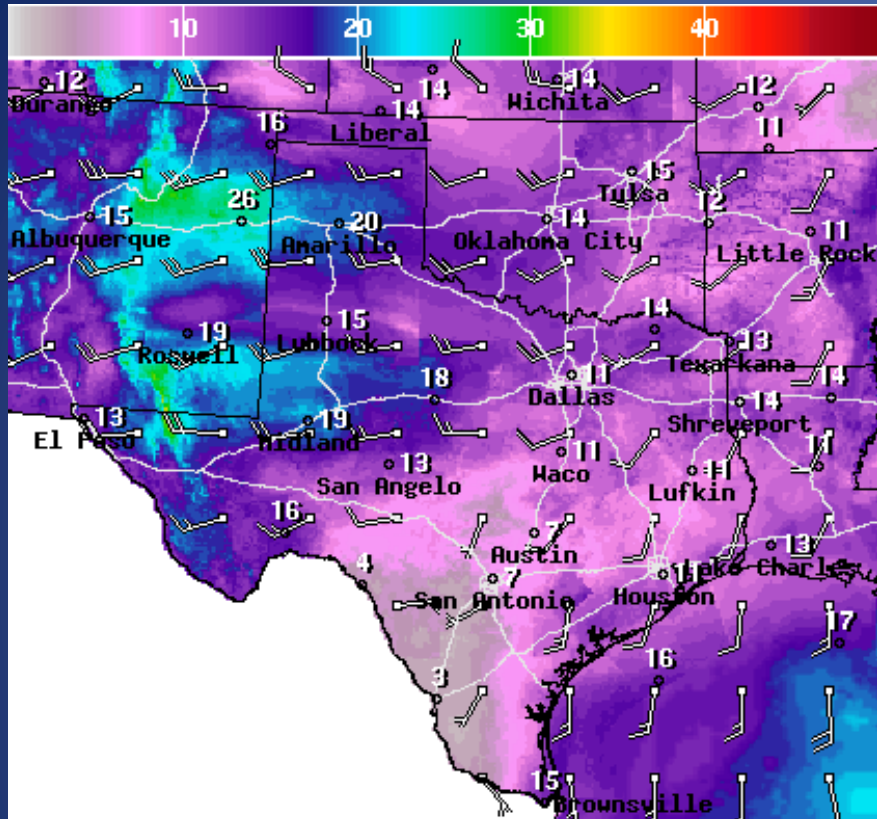 10 20 30 40
12 14 14 12
Durango Wichita
14 11
Liberal
16
15
Tulsa
26 15 20 14 12 11
Albuquerque Amarillo Oklahoma City Little Rock
19 15 14 13
Roswell Lubbock Texarkana
11
Dallas
18 14 14
13 19 Shreveport
El Paso Midland
13 11 11 11
San Angelo Waco Lufkin
16 7 13
Austin Lake Charles
4 7 11
San Antonio Houston
17
16
3
15
Brownsville